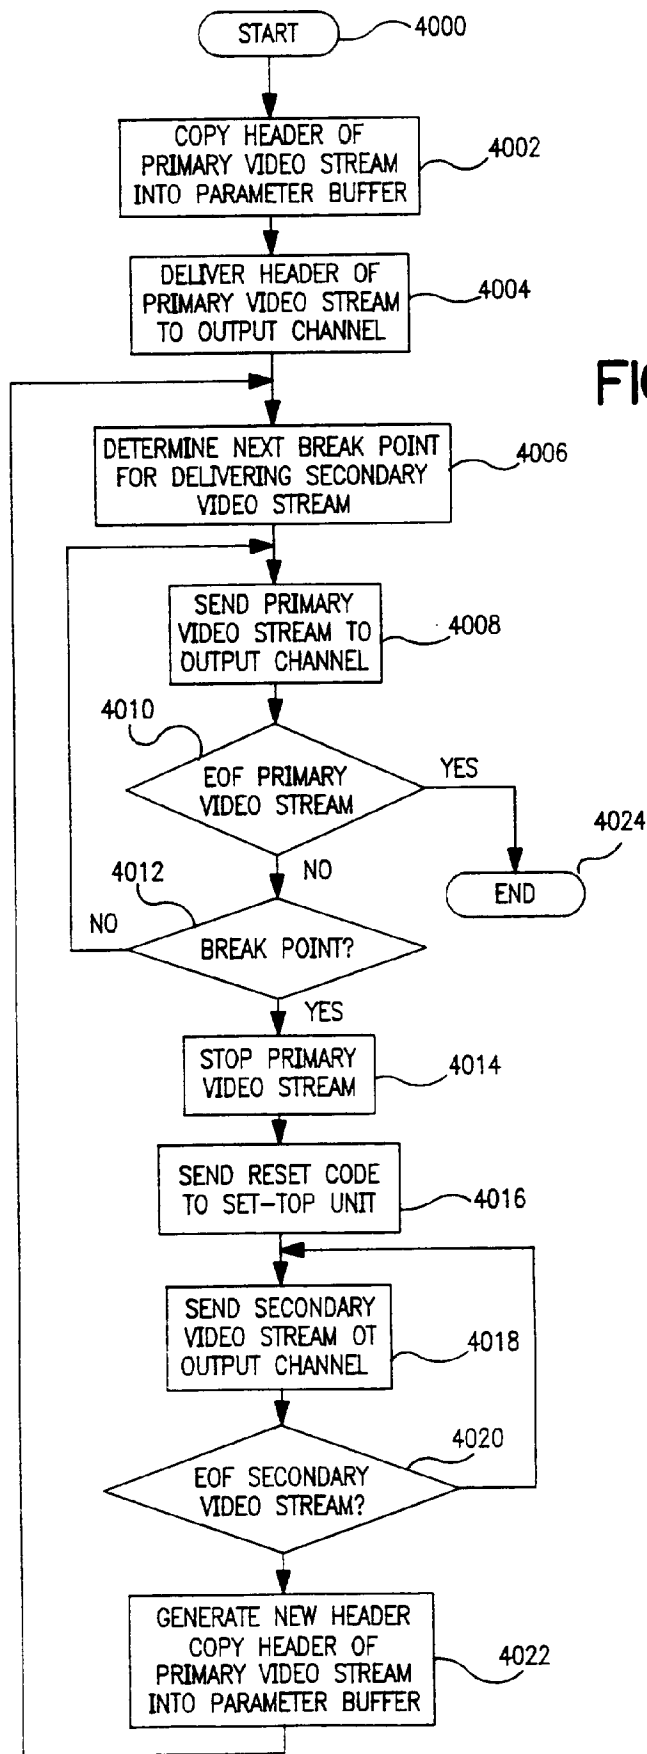 START
4000
COPY HEADER OF
PRIMARY VIDEO STREAM
INTO PARAMETER BUFFER
4002
DELIVER HEADER OF
PRIMARY VIDEO STREAM
TO OUTPUT CHANNEL
4004
DETERMINE NEXT BREAK POINT
FOR DELIVERING SECONDARY
VIDEO STREAM
4006
SEND PRIMARY
VIDEO STREAM TO
OUTPUT CHANNEL
4008
4010
EOF PRIMARY
VIDEO STREAM
YES
NO
4024
END
4012
NO
BREAK POINT?
YES
STOP PRIMARY
VIDEO STREAM
4014
SEND RESET CODE
TO SET-TOP UNIT
4016
SEND SECONDARY
VIDEO STREAM OT
OUTPUT CHANNEL
4018
4020
EOF SECONDARY
VIDEO STREAM?
GENERATE NEW HEADER
COPY HEADER OF
PRIMARY VIDEO STREAM
INTO PARAMETER BUFFER
4022